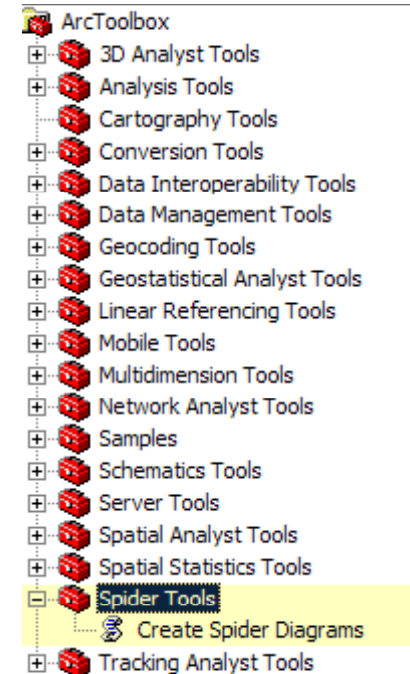 ArcToolbox
3D Analyst Tools
Analysis Tools
Cartography Tools
Conversion Tools
Data Interoperability Tools
Data Management Tools
Geocoding Tools
Geostatistical Analyst Tools
Linear Referencing Tools
Mobile Tools
Multidimension Tools
Network Analyst Tools
Samples
Schematics Tools
Server Tools
Spatial Analyst Tools
Spatial Statistics Tools
Spider Tools
Create Spider Diagrams
Tracking Analyst Tools